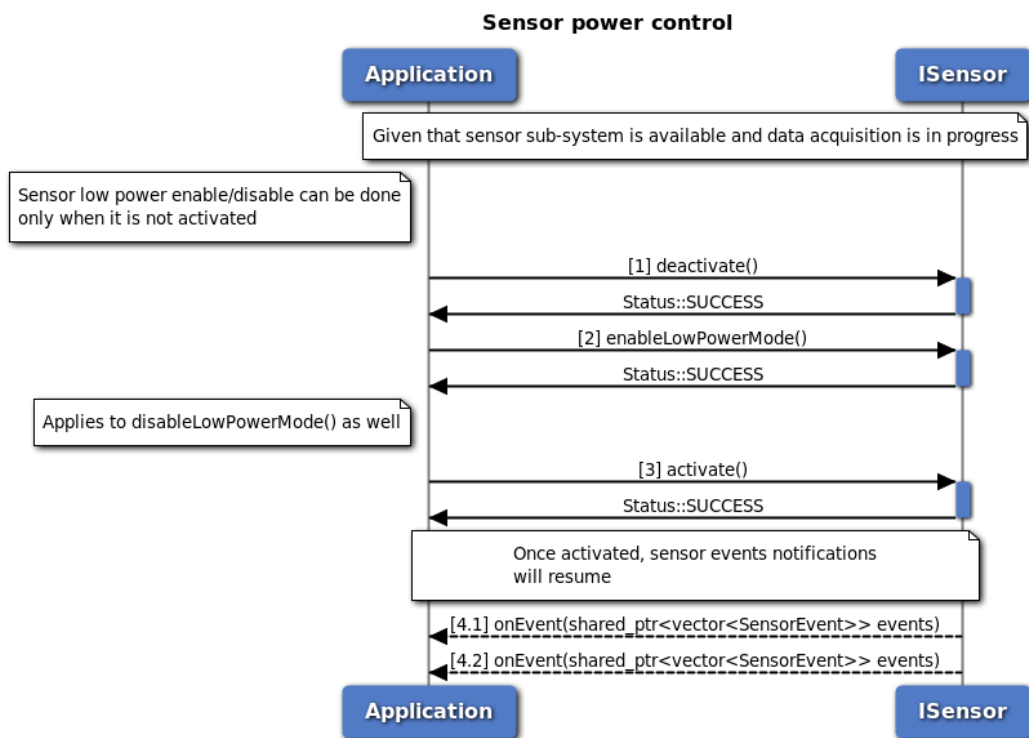 Sensor power control
Application
ISensor
Given that sensor sub-system is available and data acquisition is in progress
Sensor low power enable/disable can be done
only when it is not activated
[1] deactivate()
Status::SUCCESS
[2] enableLowPowerMode()
Status::SUCCESS
Applies to disableLowPowerMode() as well
[3] activate()
Status::SUCCESS
Once activated, sensor events notifications
will resume
[4.1] onEvent(shared_ptr<vector<SensorEvent>> events)
[4.2] onEvent(shared_ptr<vector<SensorEvent>> events)
Application
ISensor